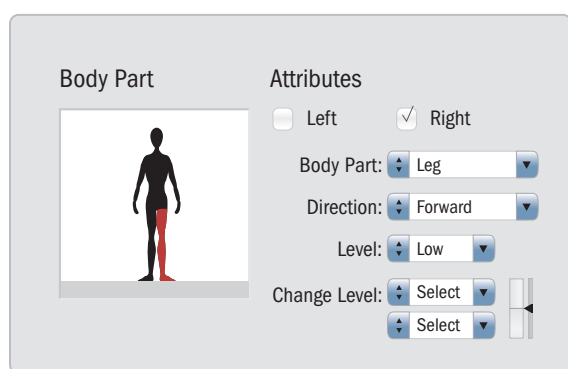 Body Part
Attributes
Left
Right
Body Part: Leg
Direction: Forward
Level: Low
Change Level: Select
Select